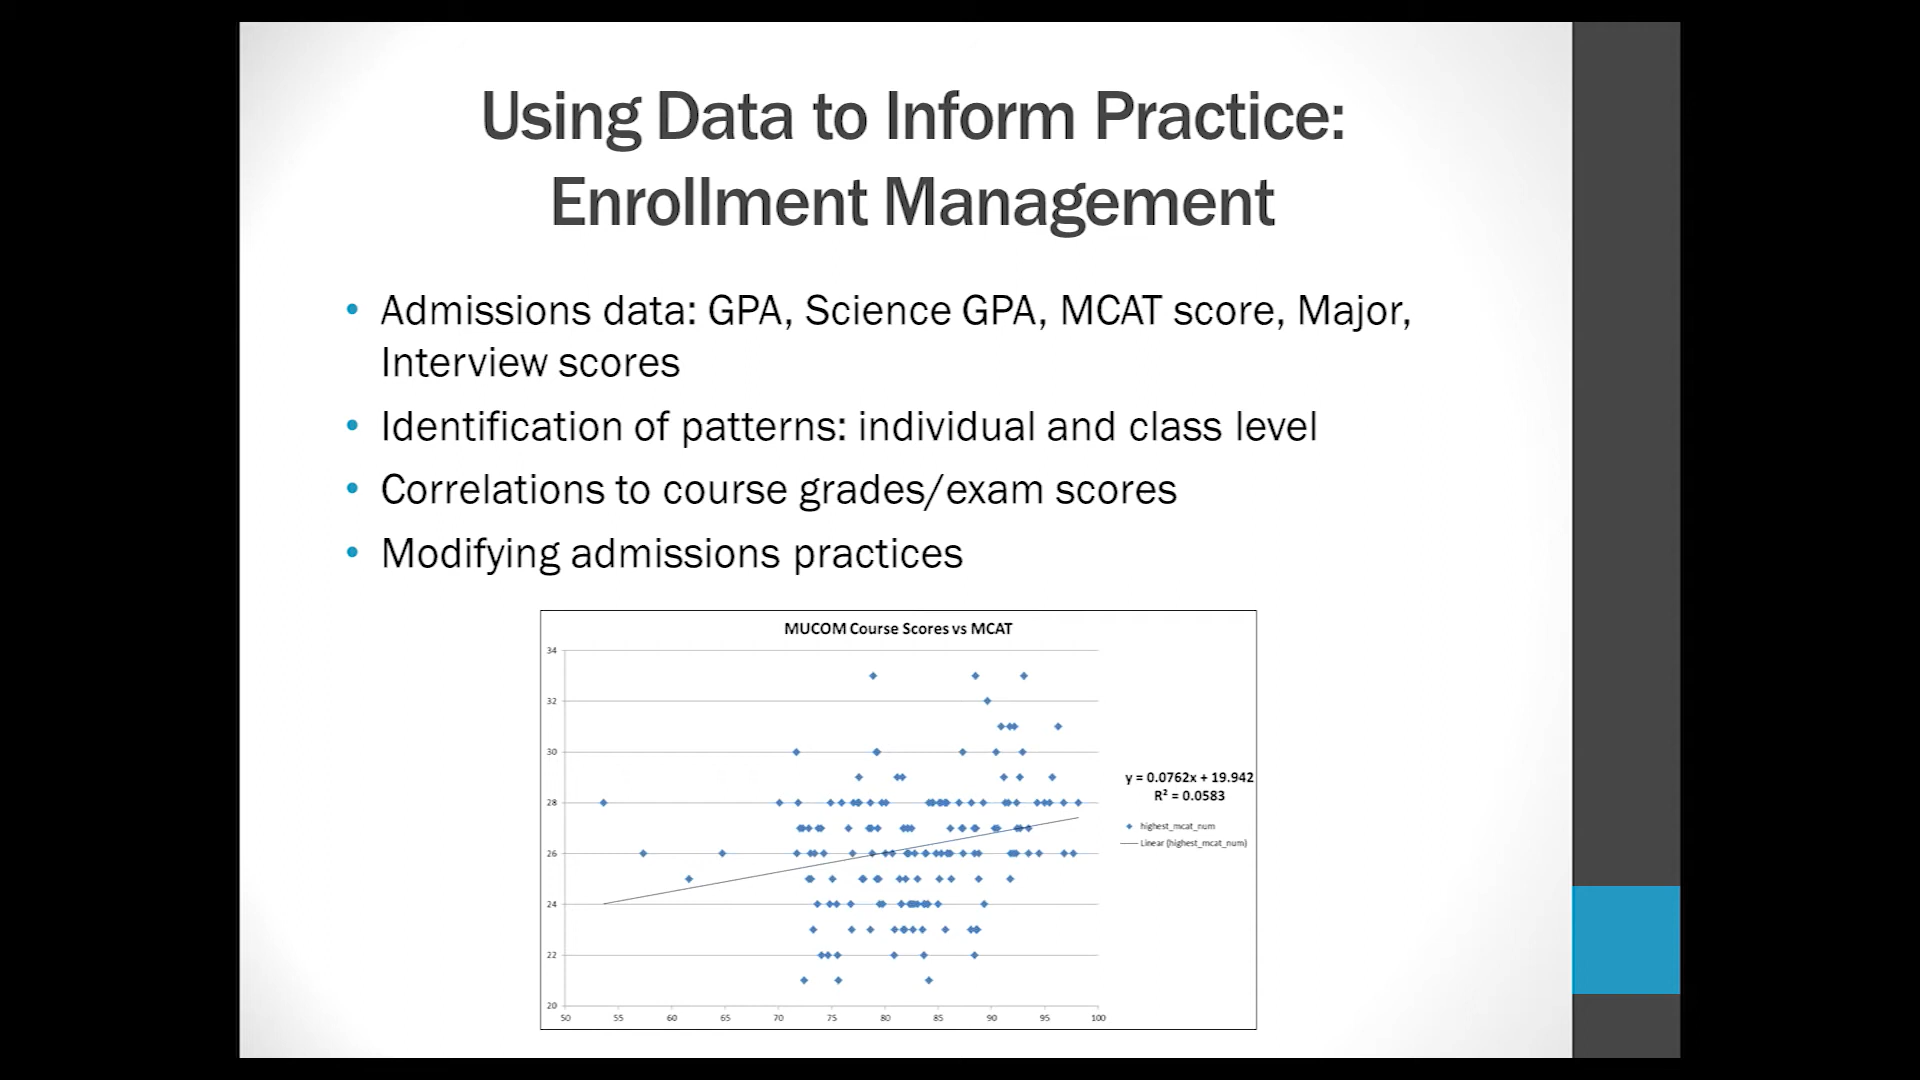 Using Data to Inform Practice:
Enrollment Management
• Admissions data: GPA, Science GPA, MCAT score, Major,
Interview scores
• Identification of patterns: individual and class level
• Correlations to course grades/exam scores
• Modifying admissions practices
MUCOM Course Scores vs MCAT
34
32
30
28
26
24
22
20
50 55 60 65 70 75 80 85 90 95 100
y = 0.0762x + 19.942
R² = 0.0583
highest_mcat_num
Linear (highest_mcat_num)